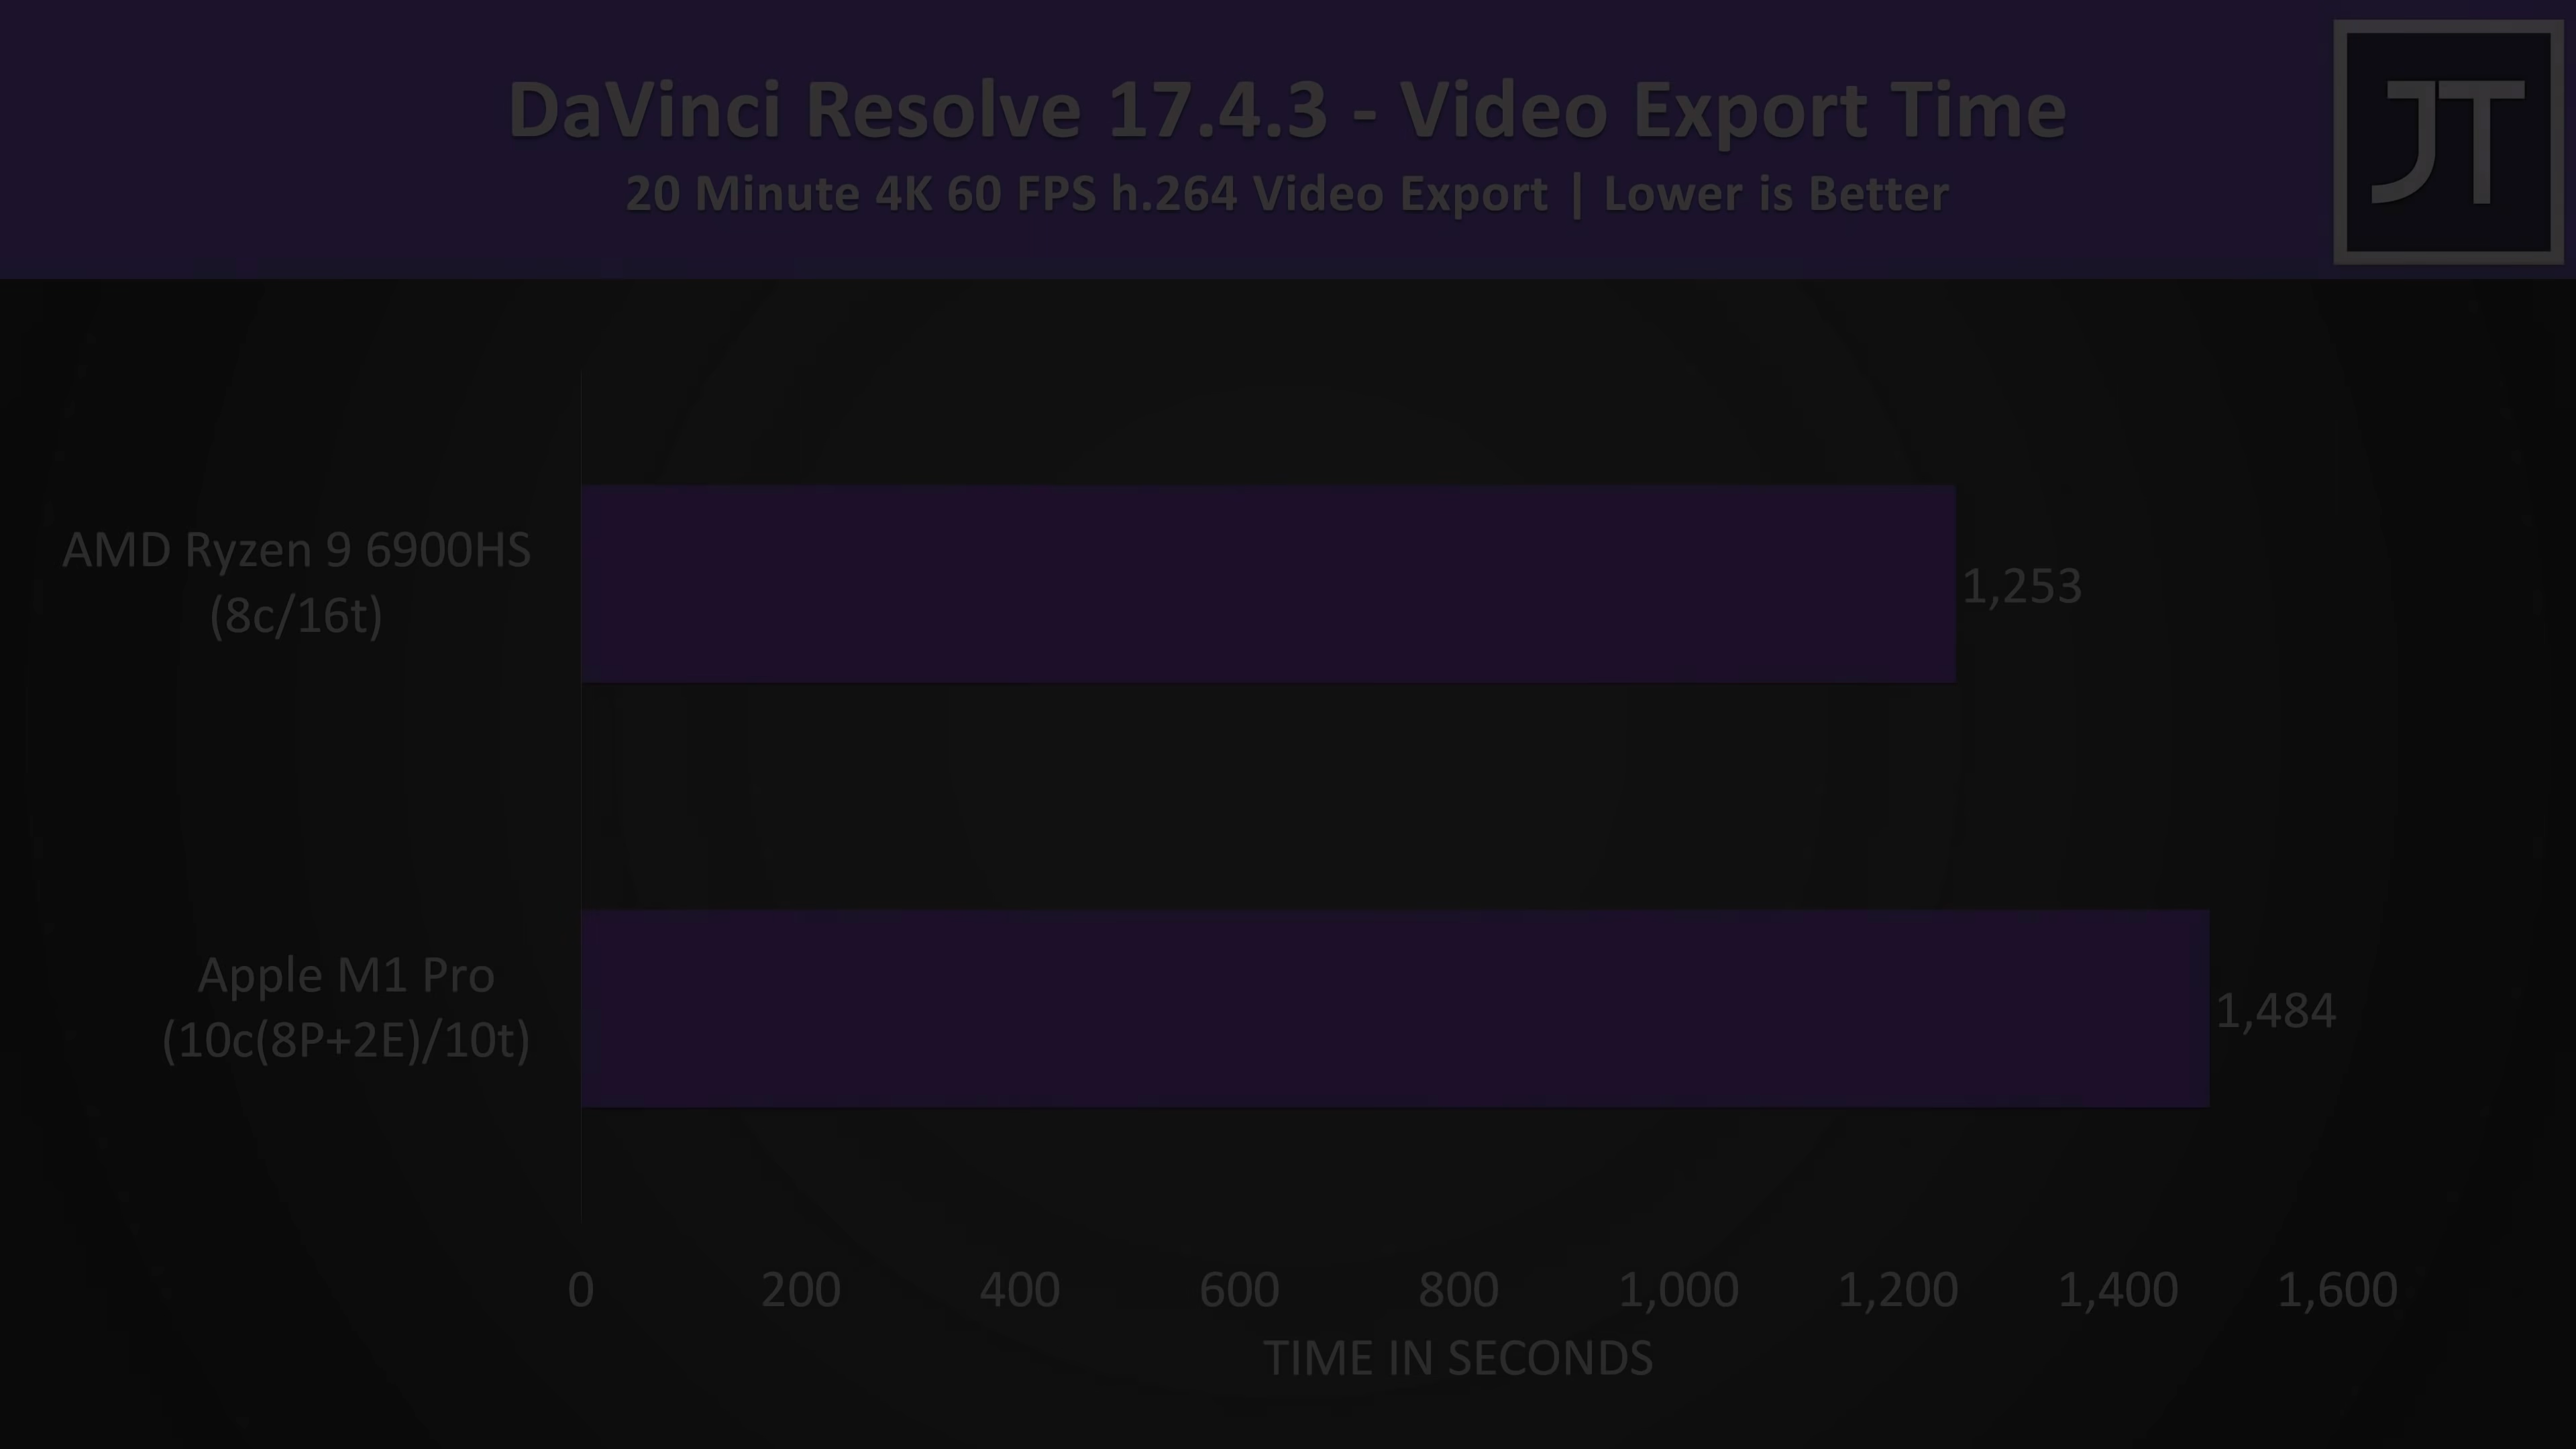 DaVinci Resolve 17.4.3 - Video Export Time
20 Minute 4K 60 FPS h.264 Video Export | Lower is Better
JT
AMD Ryzen 9 6900HS
(8c/16t)
1,253
Apple M1 Pro
(10c(8P+2E)/10t)
1,484
0 200 400 600 800 1,000 1,200 1,400 1,600
TIME IN SECONDS